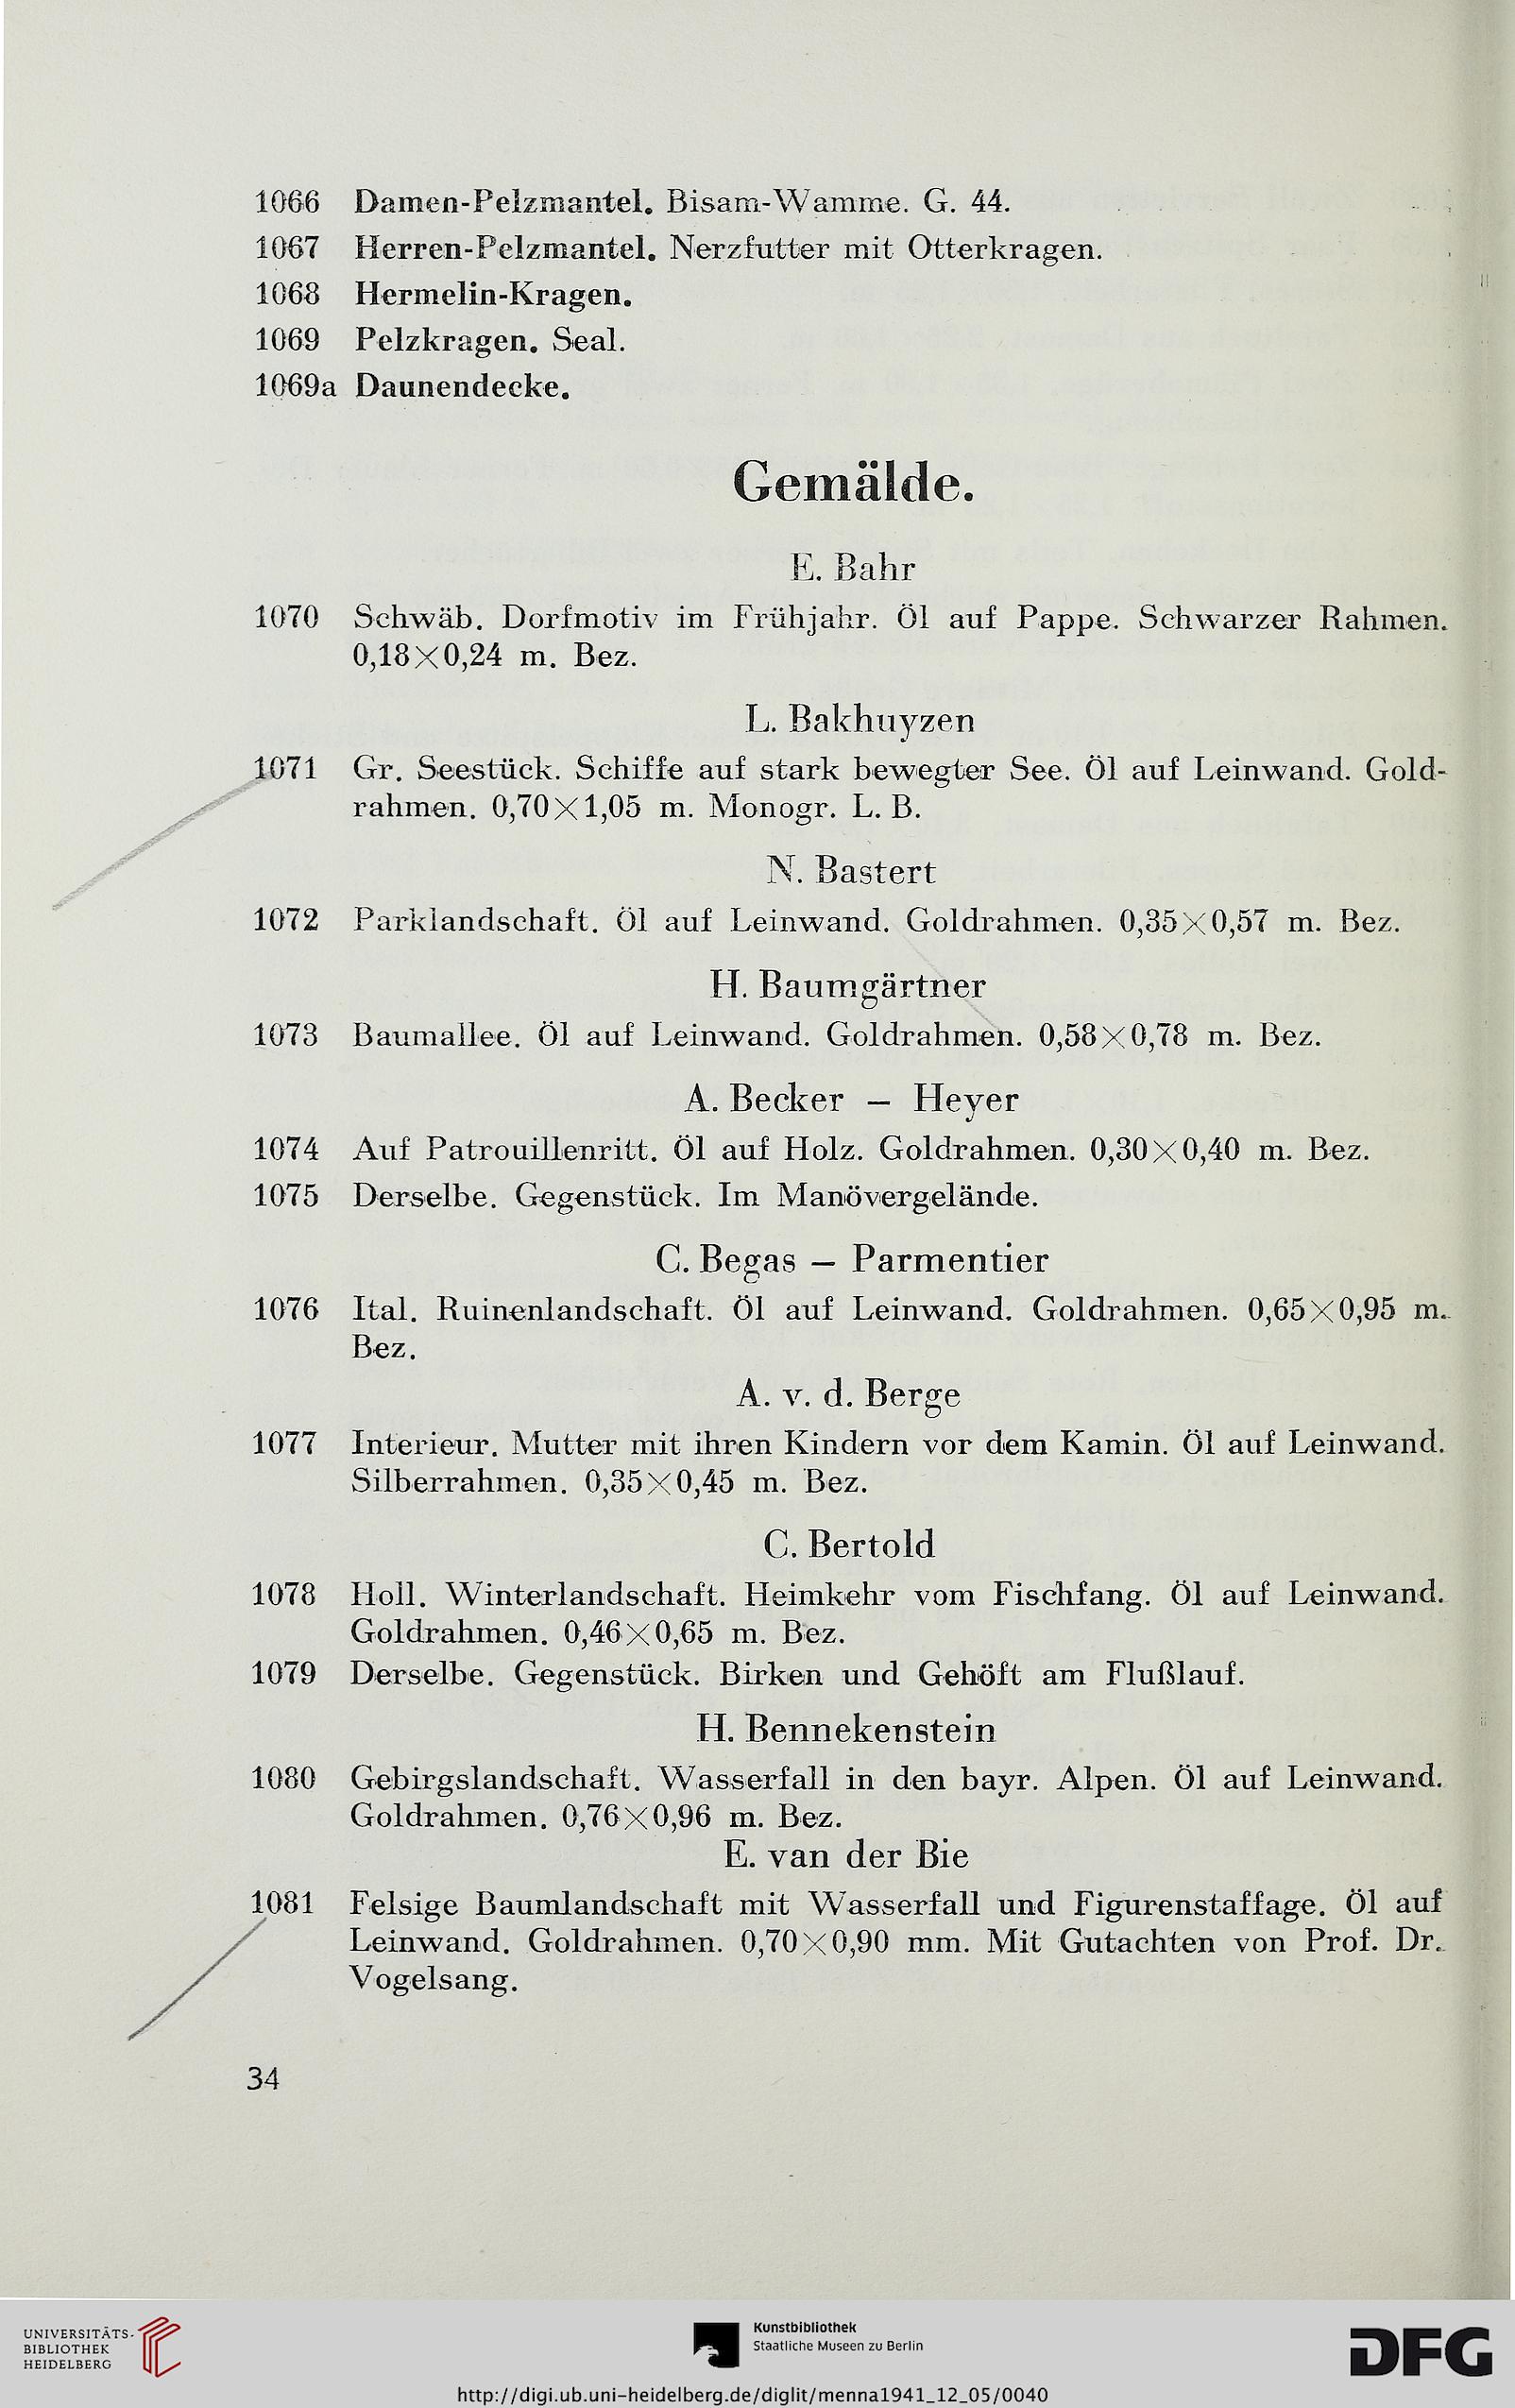 1066 Damen-Pelzmantel. Bisam-Wamme. G. 44.
1067 Herren-Pelzmantel. Nerzfutter mit Otterkragen.
1068 Hermelin-Kragen.
1069 Pelzkragen. Seal.
1069a Daunendecke.
Gemälde.
E. Bahr
1070 Schwäb. Dorfmotiv im Frühjahr. Öl auf Pappe. Schwarzer Rahmen.
0,18×0,24 m. Bez.
L. Bakhuyzen
1071 Gr. Seestück. Schiffe auf stark bewegter See. Öl auf Leinwand. Gold-
rahmen. 0,70×1,05 m. Monogr. L. B.
N. Bastert
1072 Parklandschaft. Öl auf Leinwand. Goldrahmen. 0,35×0,57 m. Bez.
H. Baumgärtner
1073 Baumallee. Öl auf Leinwand. Goldrahmen. 0,58×0,78 m. Bez.
A. Becker – Heyer
1074 Auf Patrouillenritt. Öl auf Holz. Goldrahmen. 0,30×0,40 m. Bez.
1075 Derselbe. Gegenstück. Im Manövergelände.
C. Begas – Parmentier
1076 Ital. Ruinenlandschaft. Öl auf Leinwand. Goldrahmen. 0,65×0,95 m.
Bez.
A. v. d. Berge
1077 Interieur. Mutter mit ihren Kindern vor dem Kamin. Öl auf Leinwand.
Silberrahmen. 0,35×0,45 m. Bez.
C. Bertold
1078 Holl. Winterlandschaft. Heimkehr vom Fischfang. Öl auf Leinwand.
Goldrahmen. 0,46×0,65 m. Bez.
1079 Derselbe. Gegenstück. Birken und Gehöft am Flußlauf.
H. Bennekenstein
1080 Gebirgslandschaft. Wasserfall in den bayr. Alpen. Öl auf Leinwand.
Goldrahmen. 0,76×0,96 m. Bez.
E. van der Bie
1081 Felsige Baumlandschaft mit Wasserfall und Figurenstaffage. Öl auf
Leinwand. Goldrahmen. 0,70×0,90 mm. Mit Gutachten von Prof. Dr.
Vogelsang.
34
UNIVERSITÄTS-
BIBLIOTHEK
HEIDELBERG
Kunstbibliothek
Staatliche Museen zu Berlin
DFG
http://digi.ub.uni-heidelberg.de/diglit/menna1941_12_05/0040